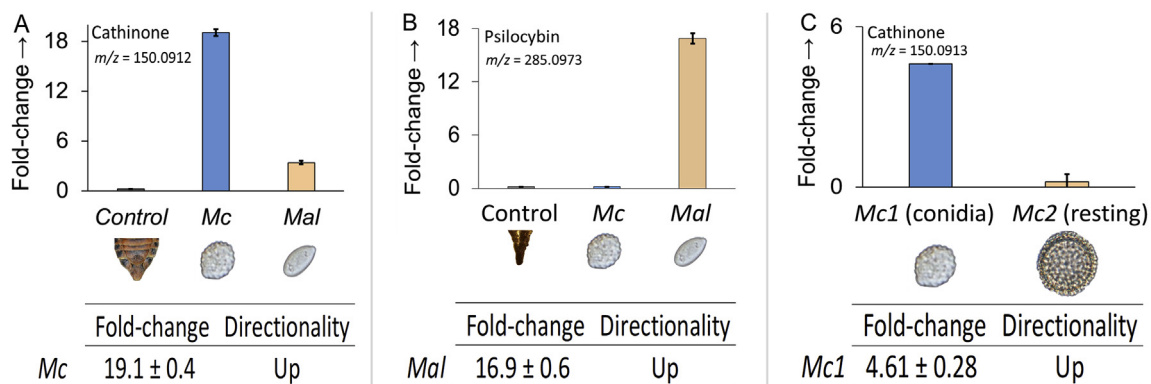 A
Fold-change →
18
12
6
0
Cathinone
m/z = 150.0912
Control Mc Mal
Fold-change Directionality
Mc 19.1 ± 0.4 Up
B
Fold-change →
18
12
6
0
Psilocybin
m/z = 285.0973
Control Mc Mal
Fold-change Directionality
Mal 16.9 ± 0.6 Up
C
Fold-change →
6
0
Cathinone
m/z = 150.0913
Mc1 (conidia) Mc2 (resting)
Fold-change Directionality
Mc1 4.61 ± 0.28 Up